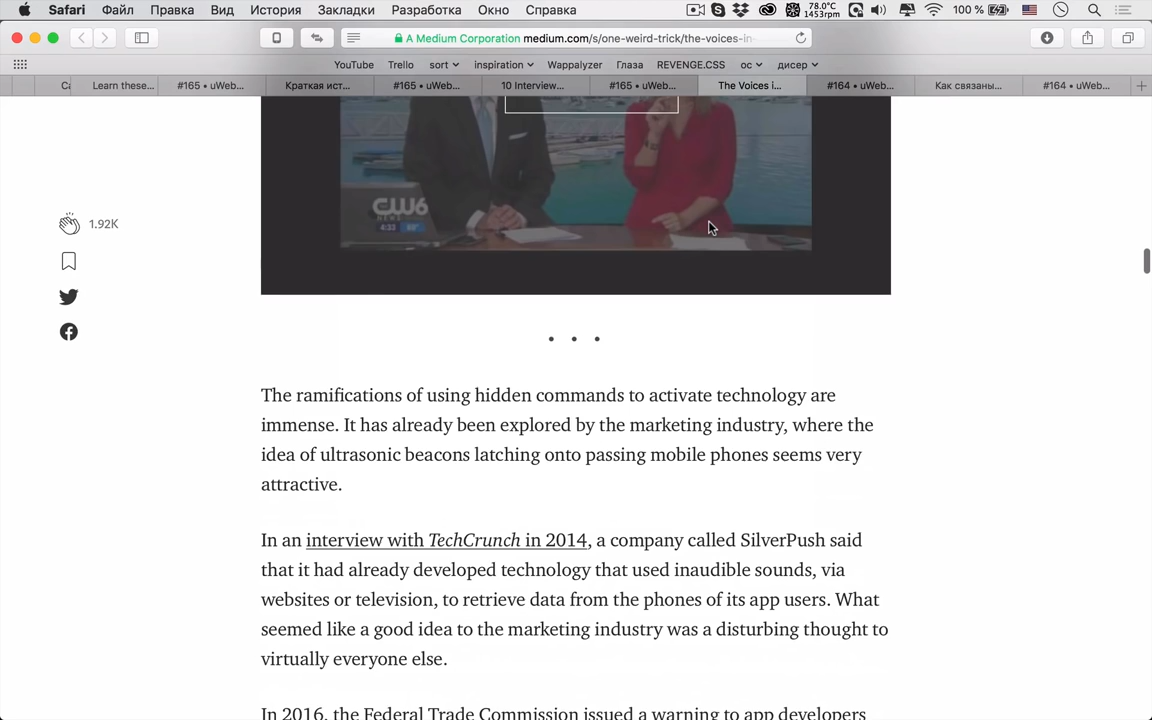 Safari Файл Правка Вид История Закладки Разработка Окно Справка 78.0°C 1453rpm 100 %
A Medium Corporation medium.com/s/one-weird-trick/the-voices-in-
YouTube Trello sort inspiration Wappalyzer Глаза REVENGE.CSS ос дисер
Ca Learn these... #165 • uWeb... Краткая ист... #165 • uWeb... 10 Interview... #165 • uWeb... The Voices i... #164 • uWeb... Как связаны... #164 • uWeb...
CW6
NEWS
4:33 88°
1.92K
• • •
The ramifications of using hidden commands to activate technology are
immense. It has already been explored by the marketing industry, where the
idea of ultrasonic beacons latching onto passing mobile phones seems very
attractive.
In an interview with TechCrunch in 2014, a company called SilverPush said
that it had already developed technology that used inaudible sounds, via
websites or television, to retrieve data from the phones of its app users. What
seemed like a good idea to the marketing industry was a disturbing thought to
virtually everyone else.
In 2016, the Federal Trade Commission issued a warning to app developers